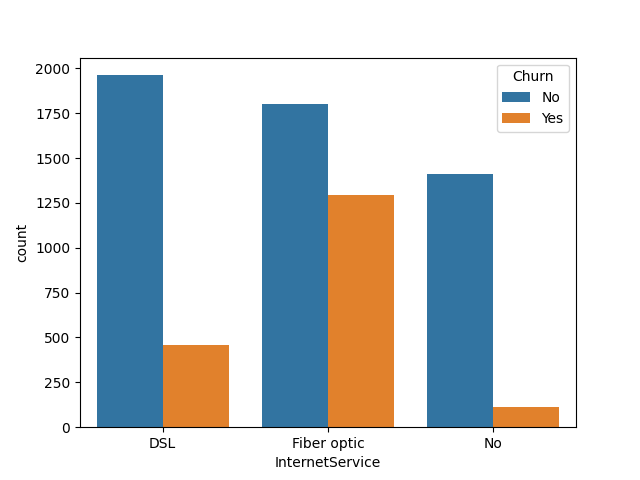 2000
1750
1500
1250
1000
750
500
250
0
count
Churn
No
Yes
DSL
Fiber optic
No
InternetService